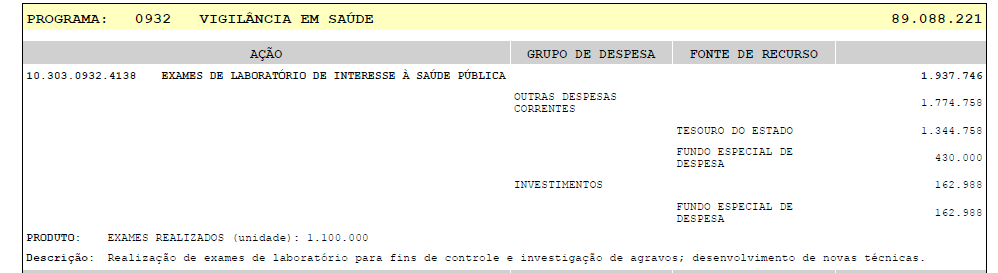 PROGRAMA: 0932 VIGILÂNCIA EM SAÚDE 89.088.221
AÇÃO GRUPO DE DESPESA FONTE DE RECURSO
10.303.0932.4138 EXAMES DE LABORATÓRIO DE INTERESSE À SAÚDE PÚBLICA 1.937.746
OUTRAS DESPESAS
CORRENTES 1.774.758
TESOURO DO ESTADO 1.344.758
FUNDO ESPECIAL DE
DESPESA 430.000
INVESTIMENTOS 162.988
FUNDO ESPECIAL DE
DESPESA 162.988
PRODUTO: EXAMES REALIZADOS (unidade): 1.100.000
Descrição: Realização de exames de laboratório para fins de controle e investigação de agravos; desenvolvimento de novas técnicas.